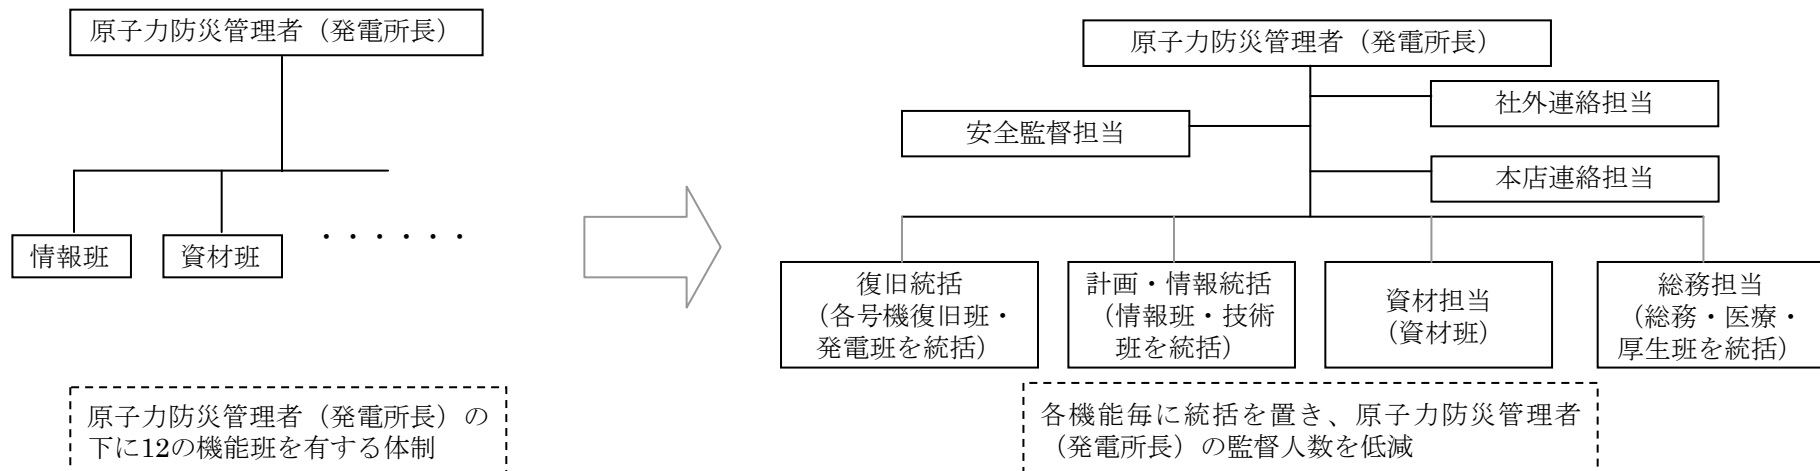 原子力防災管理者（発電所長）
情報班
資材班
・・・・・・
原子力防災管理者（発電所長）の
下に12の機能班を有する体制
原子力防災管理者（発電所長）
社外連絡担当
安全監督担当
本店連絡担当
復旧統括
（各号機復旧班・
発電班を統括）
計画・情報統括
（情報班・技術
班を統括）
資材担当
（資材班）
総務担当
（総務・医療・
厚生班を統括）
各機能毎に統括を置き、原子力防災管理者
（発電所長）の監督人数を低減